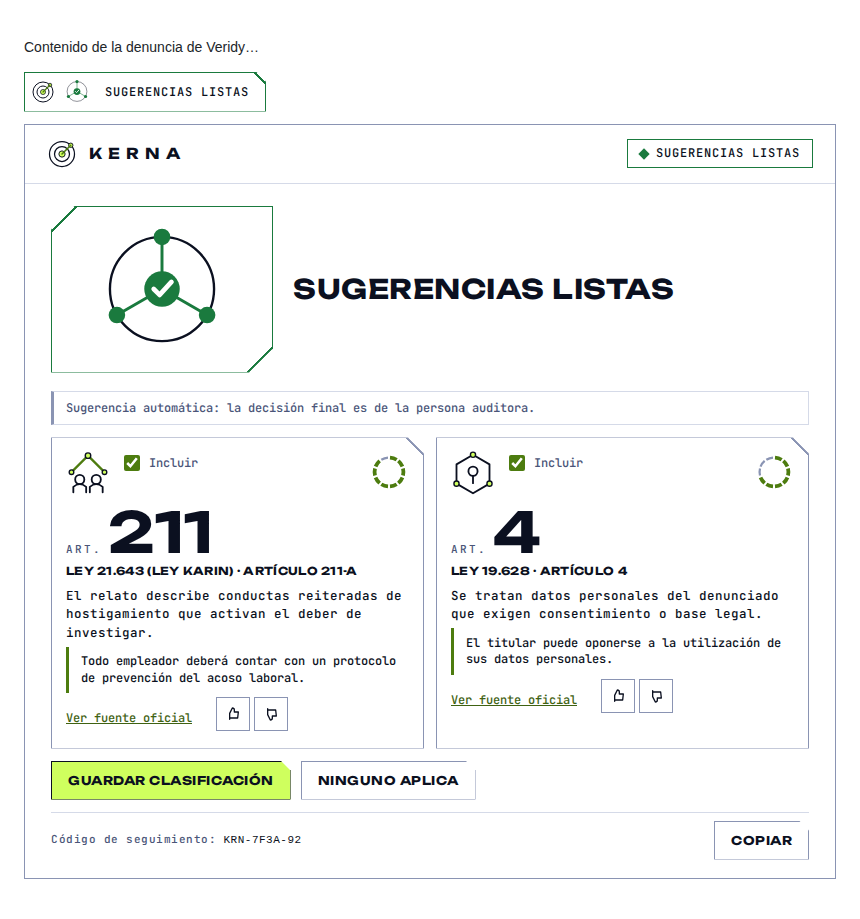 Contenido de la denuncia de Veridy…
SUGERENCIAS LISTAS
KERNA
SUGERENCIAS LISTAS
SUGERENCIAS LISTAS
Sugerencia automática: la decisión final es de la persona auditora.
Incluir
ART. 211
LEY 21.643 (LEY KARIN) · ARTÍCULO 211-A
El relato describe conductas reiteradas de
hostigamiento que activan el deber de
investigar.
Todo empleador deberá contar con un protocolo
de prevención del acoso laboral.
Ver fuente oficial
Incluir
ART. 4
LEY 19.628 · ARTÍCULO 4
Se tratan datos personales del denunciado
que exigen consentimiento o base legal.
El titular puede oponerse a la utilización de
sus datos personales.
Ver fuente oficial
GUARDAR CLASIFICACIÓN
NINGUNO APLICA
Código de seguimiento: KRN-7F3A-92
COPIAR